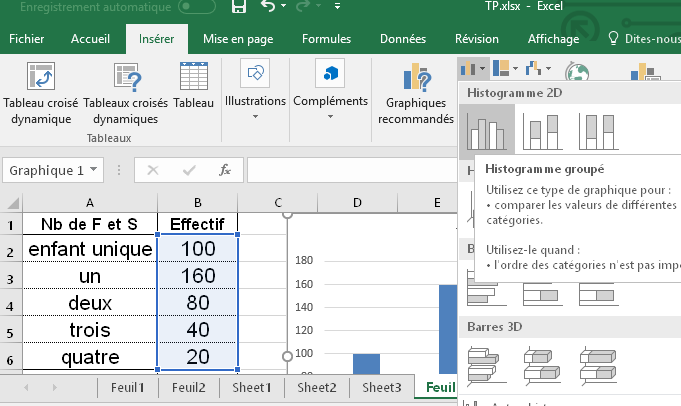 Enregistrement automatique
TP.xlsx - Excel
Fichier Accueil Insérer Mise en page Formules Données Révision Affichage Dites-nous
Tableau croisé dynamique
Tableaux croisés dynamiques
Tableau
Illustrations
Compléments
Graphiques recommandés
Tableaux
Histogramme 2D
Histogramme groupé
Utilisez ce type de graphique pour :
• comparer les valeurs de différentes
catégories.
Utilisez-le quand :
• l'ordre des catégories n'est pas impo
Barres 3D
Graphique 1
fx
A B C D E
1 Nb de F et S Effectif
2 enfant unique 100
3 un 160
4 deux 80
5 trois 40
6 quatre 20
180
160
140
120
100
80
Feuil1 Feuil2 Sheet1 Sheet2 Sheet3 Feuil